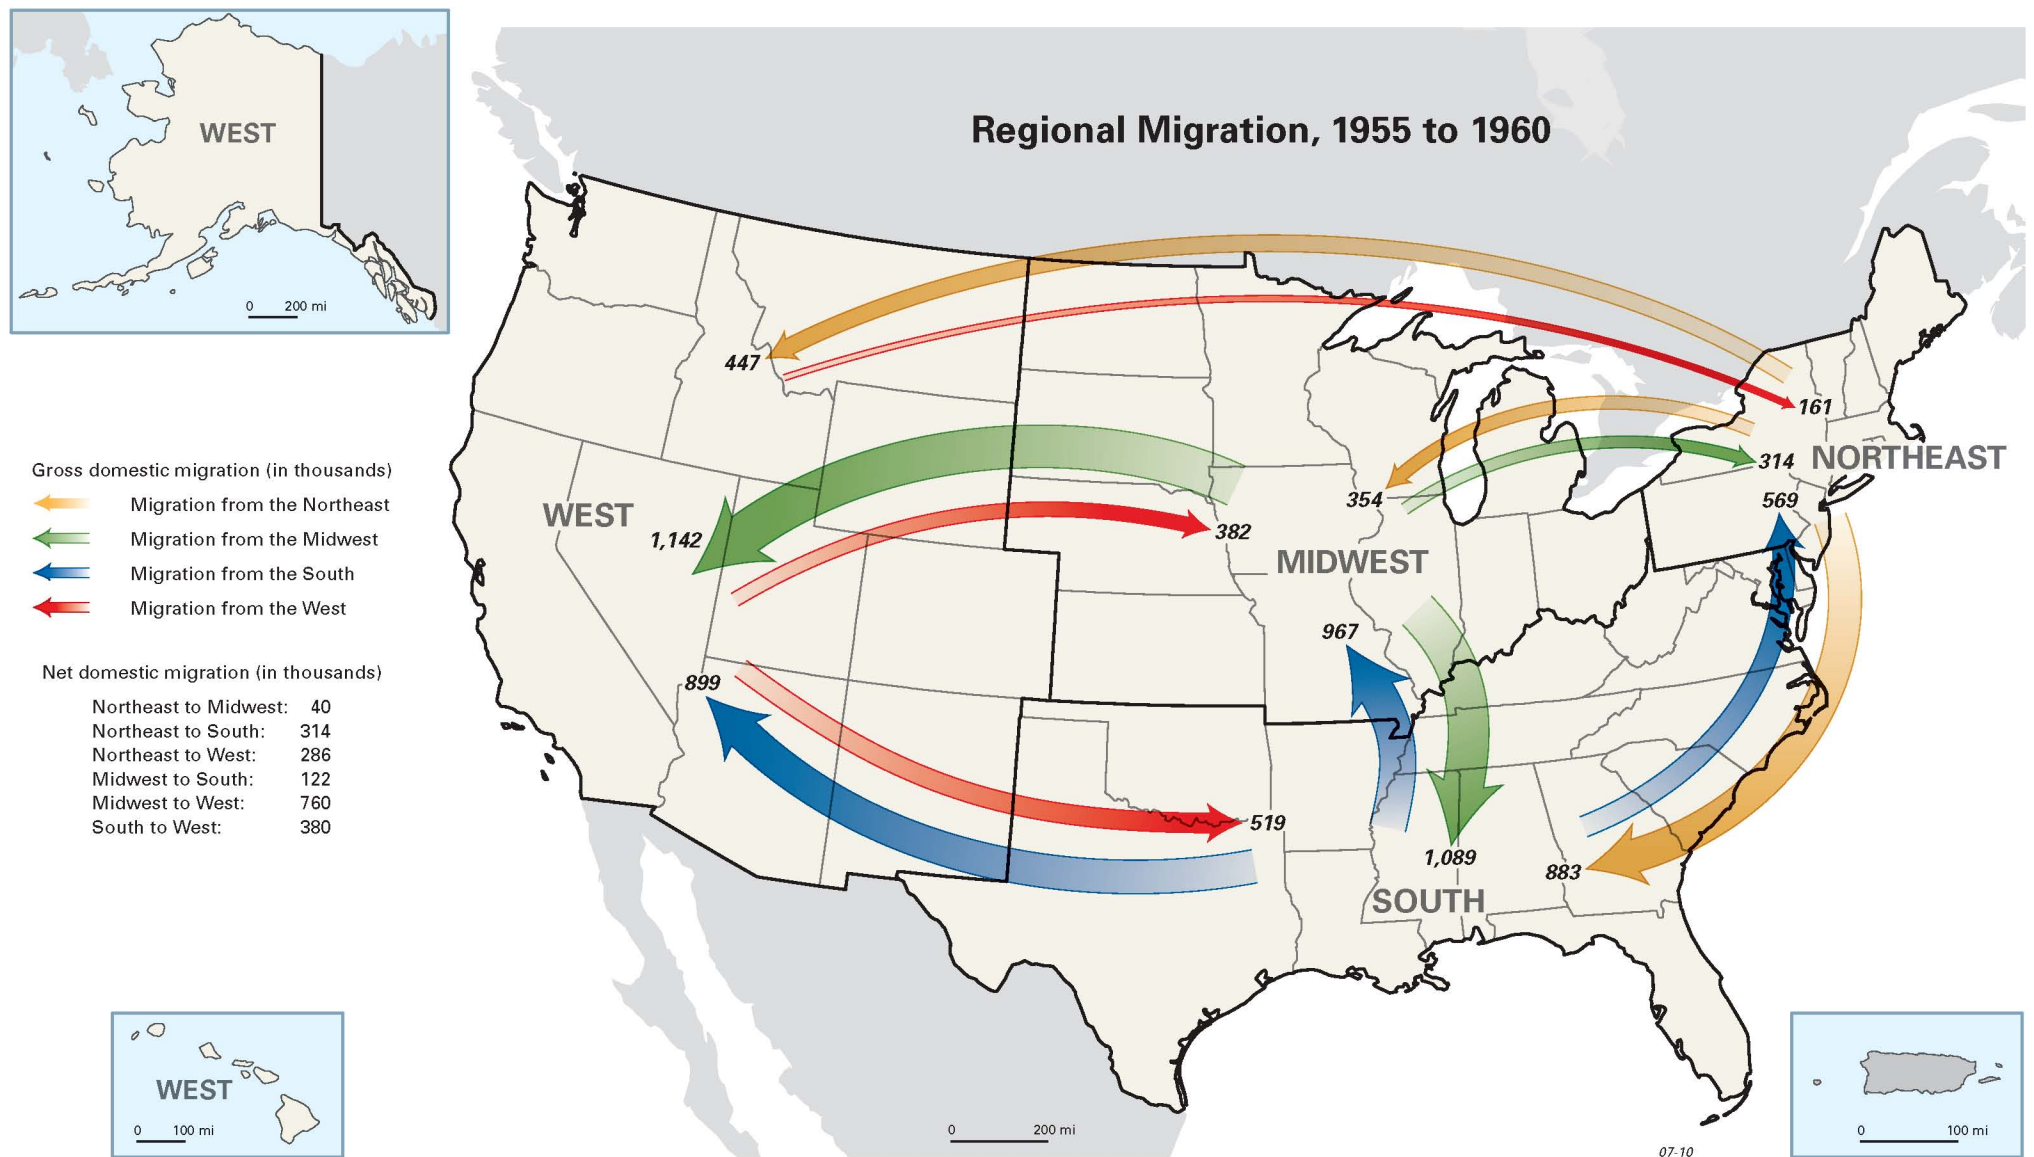 WEST
0 200 mi
Regional Migration, 1955 to 1960
447
161
Gross domestic migration (in thousands)
Migration from the Northeast
Migration from the Midwest
Migration from the South
Migration from the West
Net domestic migration (in thousands)
Northeast to Midwest: 40
Northeast to South: 314
Northeast to West: 286
Midwest to South: 122
Midwest to West: 760
South to West: 380
314
NORTHEAST
354
569
WEST
1,142
382
MIDWEST
967
899
519
1,089
883
SOUTH
WEST
0 100 mi
0 200 mi
0 100 mi
07-10